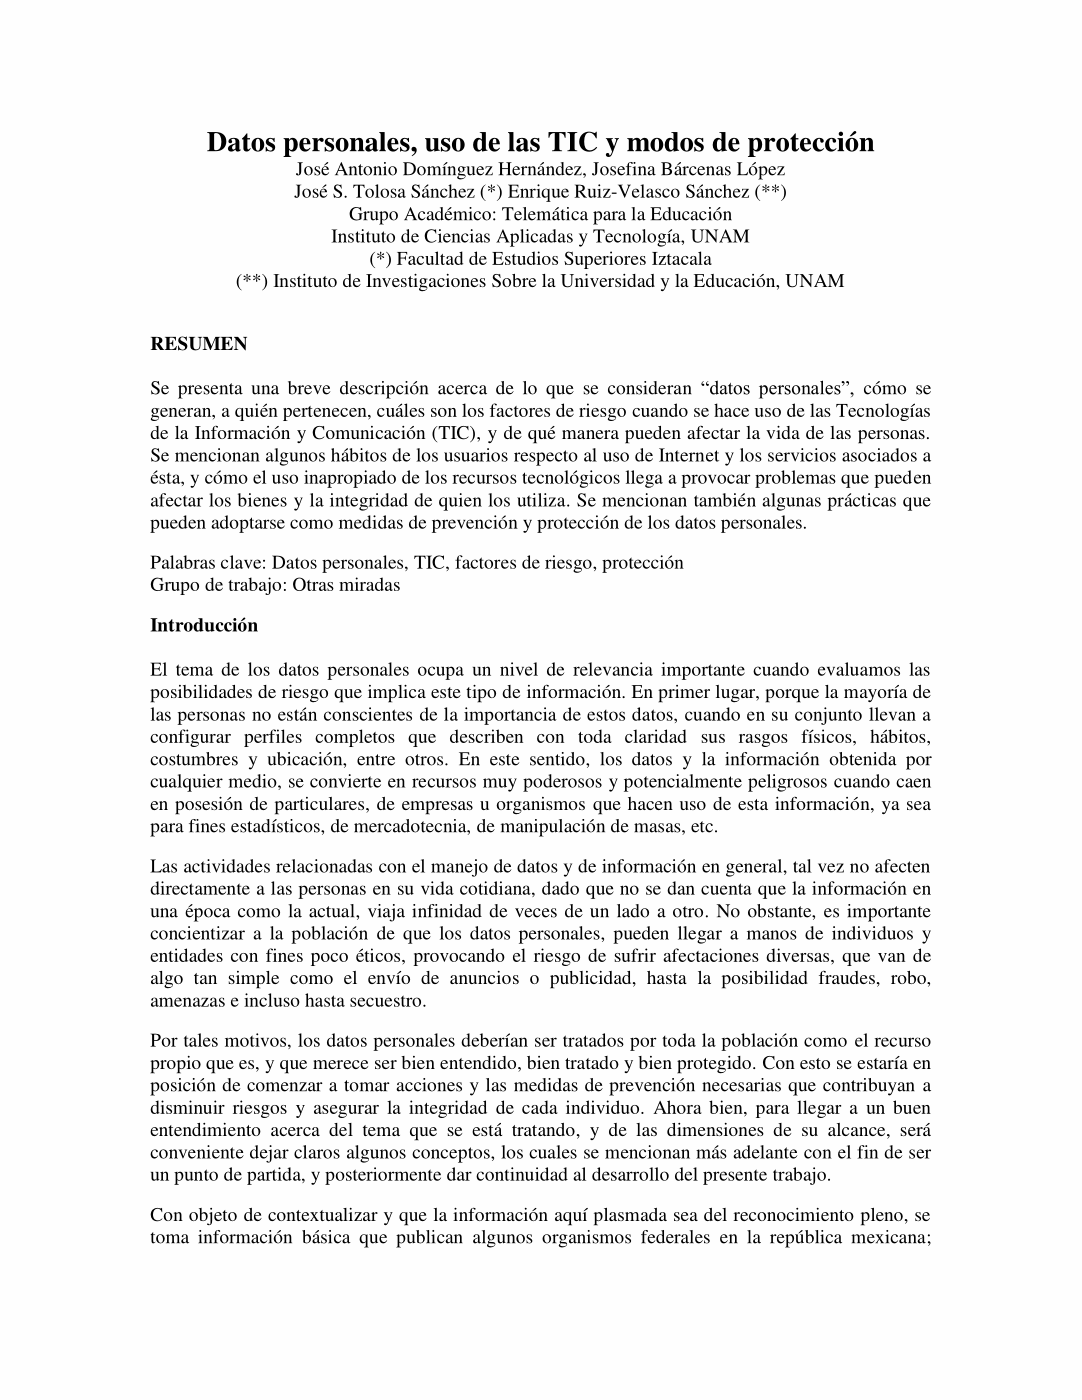 Datos personales, uso de las TIC y modos de protección
José Antonio Domínguez Hernández, Josefina Bárcenas López
José S. Tolosa Sánchez (*) Enrique Ruiz-Velasco Sánchez (**)
Grupo Académico: Telemática para la Educación
Instituto de Ciencias Aplicadas y Tecnología, UNAM
(*) Facultad de Estudios Superiores Iztacala
(**) Instituto de Investigaciones Sobre la Universidad y la Educación, UNAM
RESUMEN
Se presenta una breve descripción acerca de lo que se consideran “datos personales”, cómo se
generan, a quién pertenecen, cuáles son los factores de riesgo cuando se hace uso de las Tecnologías
de la Información y Comunicación (TIC), y de qué manera pueden afectar la vida de las personas.
Se mencionan algunos hábitos de los usuarios respecto al uso de Internet y los servicios asociados a
ésta, y cómo el uso inapropiado de los recursos tecnológicos llega a provocar problemas que pueden
afectar los bienes y la integridad de quien los utiliza. Se mencionan también algunas prácticas que
pueden adoptarse como medidas de prevención y protección de los datos personales.
Palabras clave: Datos personales, TIC, factores de riesgo, protección
Grupo de trabajo: Otras miradas
Introducción
El tema de los datos personales ocupa un nivel de relevancia importante cuando evaluamos las
posibilidades de riesgo que implica este tipo de información. En primer lugar, porque la mayoría de
las personas no están conscientes de la importancia de estos datos, cuando en su conjunto llevan a
configurar perfiles completos que describen con toda claridad sus rasgos físicos, hábitos,
costumbres y ubicación, entre otros. En este sentido, los datos y la información obtenida por
cualquier medio, se convierte en recursos muy poderosos y potencialmente peligrosos cuando caen
en posesión de particulares, de empresas u organismos que hacen uso de esta información, ya sea
para fines estadísticos, de mercadotecnia, de manipulación de masas, etc.
Las actividades relacionadas con el manejo de datos y de información en general, tal vez no afecten
directamente a las personas en su vida cotidiana, dado que no se dan cuenta que la información en
una época como la actual, viaja infinidad de veces de un lado a otro. No obstante, es importante
concientizar a la población de que los datos personales, pueden llegar a manos de individuos y
entidades con fines poco éticos, provocando el riesgo de sufrir afectaciones diversas, que van de
algo tan simple como el envío de anuncios o publicidad, hasta la posibilidad fraudes, robo,
amenazas e incluso hasta secuestro.
Por tales motivos, los datos personales deberían ser tratados por toda la población como el recurso
propio que es, y que merece ser bien entendido, bien tratado y bien protegido. Con esto se estaría en
posición de comenzar a tomar acciones y las medidas de prevención necesarias que contribuyan a
disminuir riesgos y asegurar la integridad de cada individuo. Ahora bien, para llegar a un buen
entendimiento acerca del tema que se está tratando, y de las dimensiones de su alcance, será
conveniente dejar claros algunos conceptos, los cuales se mencionan más adelante con el fin de ser
un punto de partida, y posteriormente dar continuidad al desarrollo del presente trabajo.
Con objeto de contextualizar y que la información aquí plasmada sea del reconocimiento pleno, se
toma información básica que publican algunos organismos federales en la república mexicana;